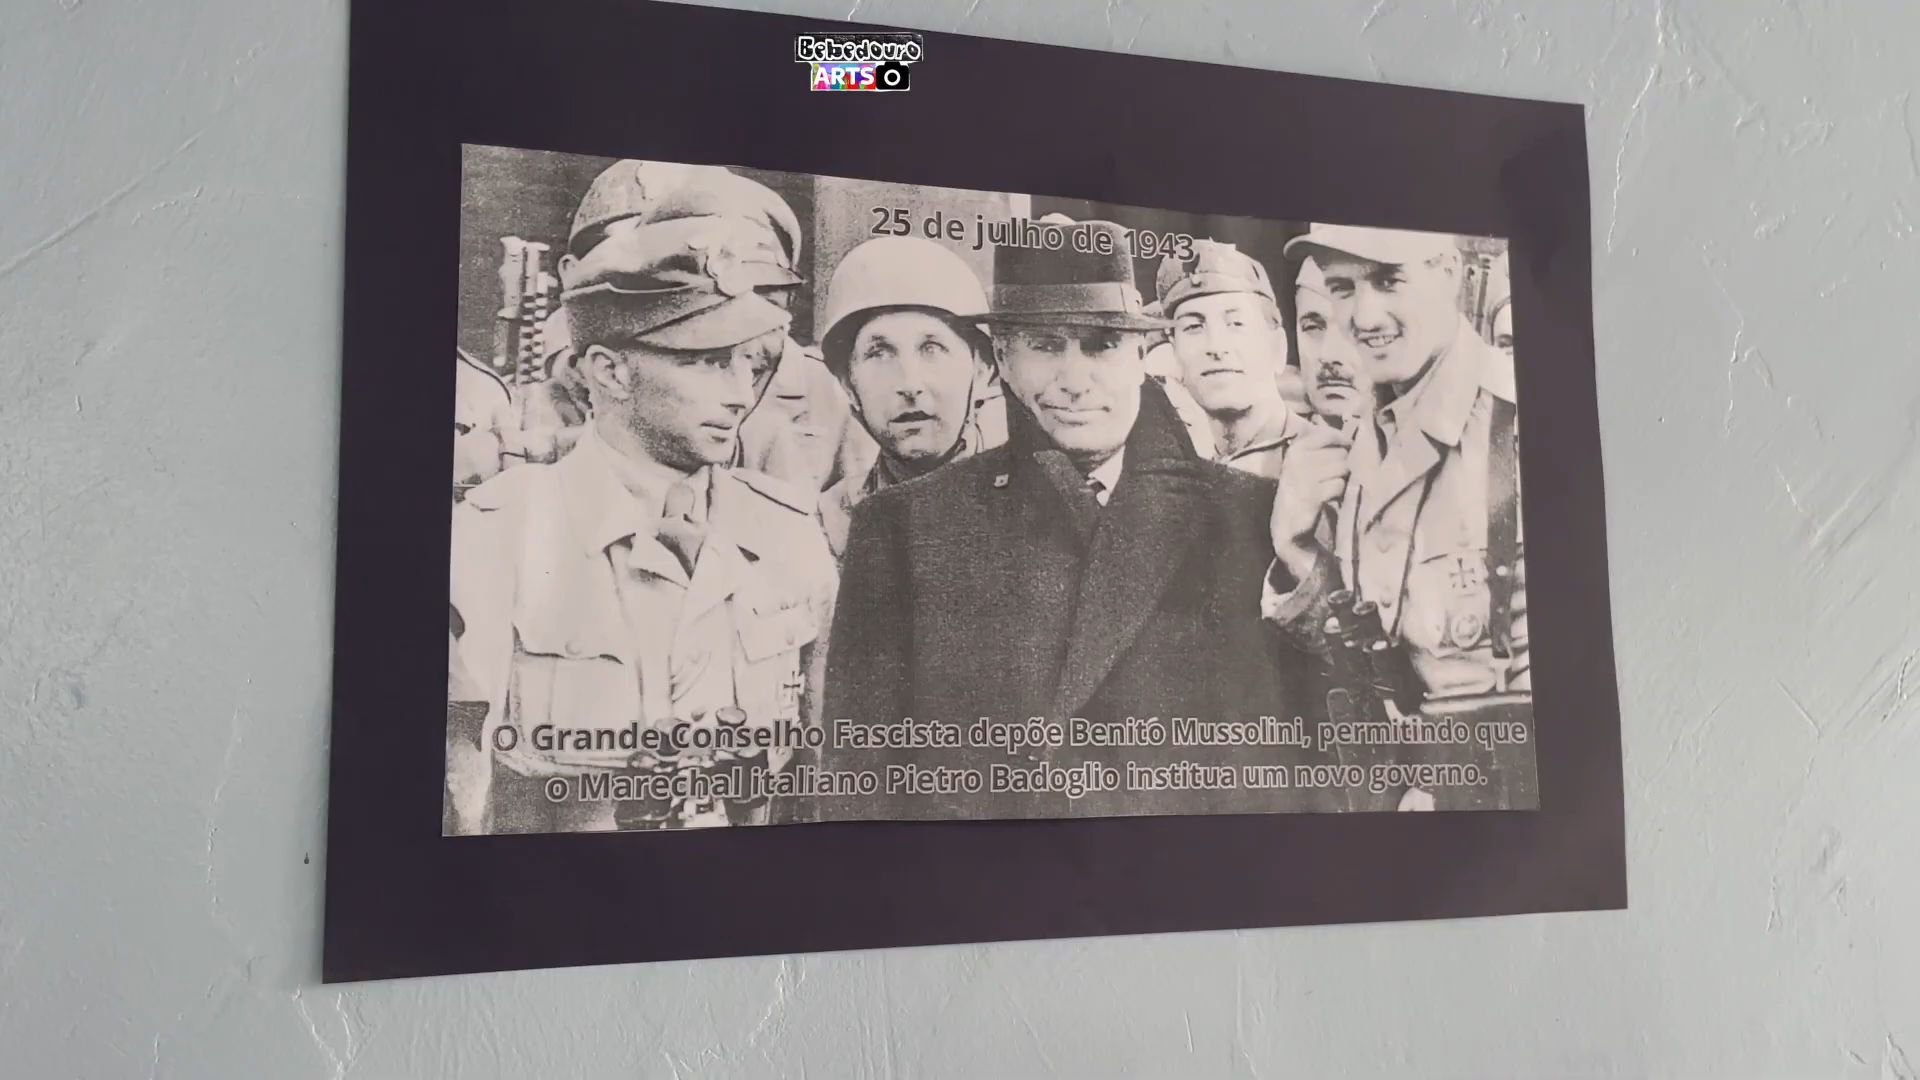 Bebedouro
ARTS
25 de julho de 1943
O Grande Conselho Fascista depõe Benito Mussolini, permitindo que
o Marechal italiano Pietro Badoglio institua um novo governo.